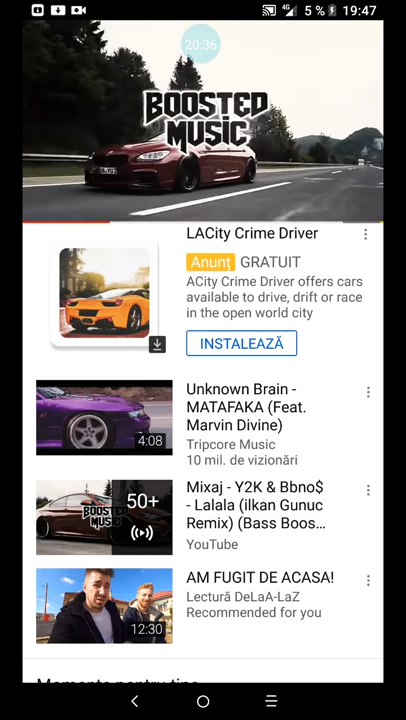 4G
5 %
19:47
20:36
BOOSTED
MUSIC
LACity Crime Driver
Anunț GRATUIT
ACity Crime Driver offers cars
available to drive, drift or race
in the open world city
INSTALEAZĂ
Unknown Brain -
MATAFAKA (Feat.
Marvin Divine)
Tripcore Music
10 mil. de vizionări
4:08
Mixaj - Y2K & Bbno$
- Lalala (ilkan Gunuc
Remix) (Bass Boos…
YouTube
BOOSTED
MUSIC
50+
AM FUGIT DE ACASA!
Lectură DeLaA-LaZ
Recommended for you
12:30